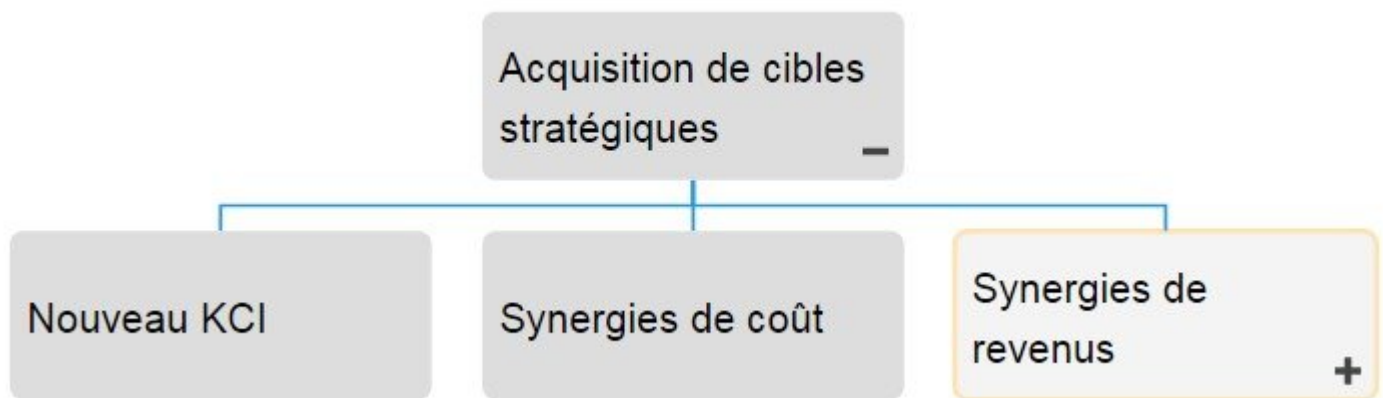 Acquisition de cibles
stratégiques
Nouveau KCI
Synergies de coût
Synergies de
revenus